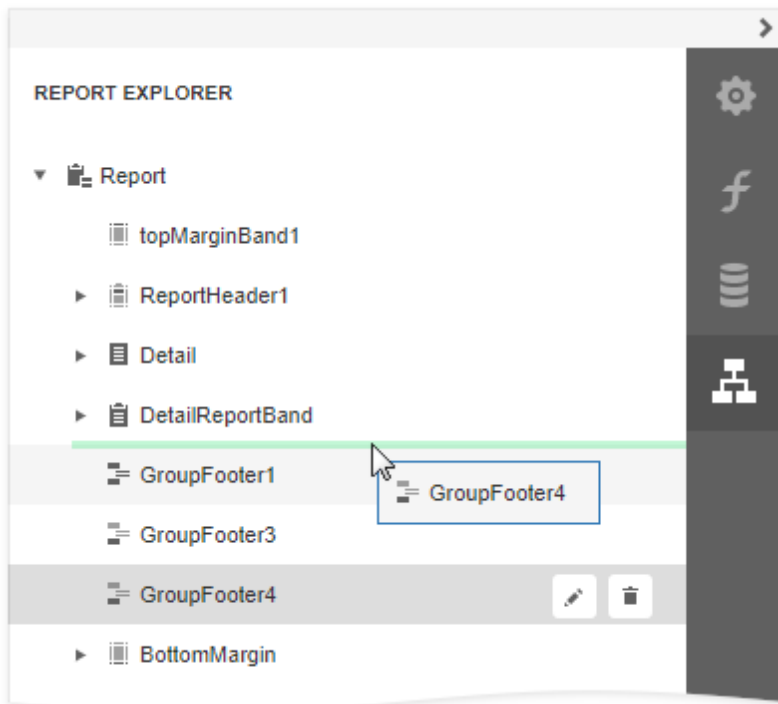 REPORT EXPLORER
Report
topMarginBand1
ReportHeader1
Detail
DetailReportBand
GroupFooter1
GroupFooter4
GroupFooter3
GroupFooter4
BottomMargin